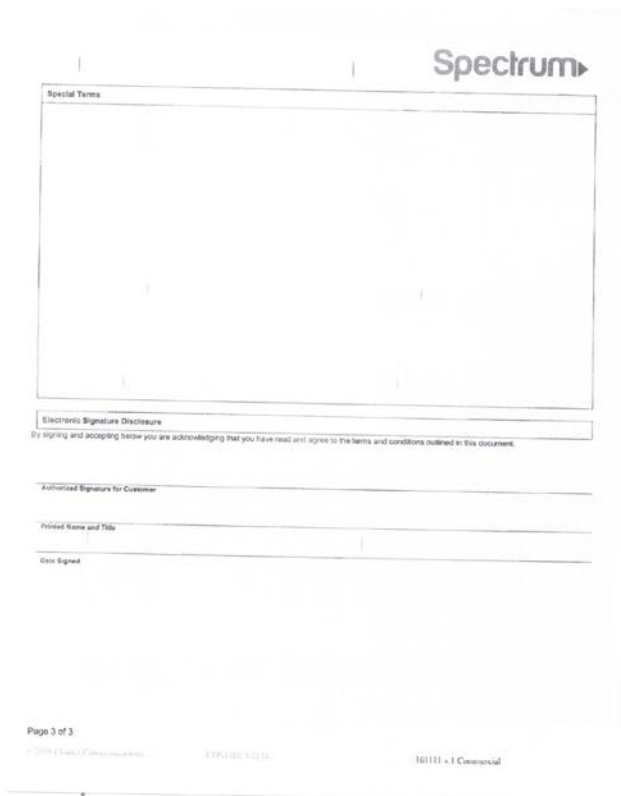 Spectrum
Special Terms
Electronic Signature Disclosure
By signing and accepting below you are acknowledging that you have read and agree to the terms and conditions outlined in this document.
Authorized Signature for Customer
Printed Name and Title
Date Signed
Page 3 of 3
CONFIDENTIAL
161111 v.1 Commercial